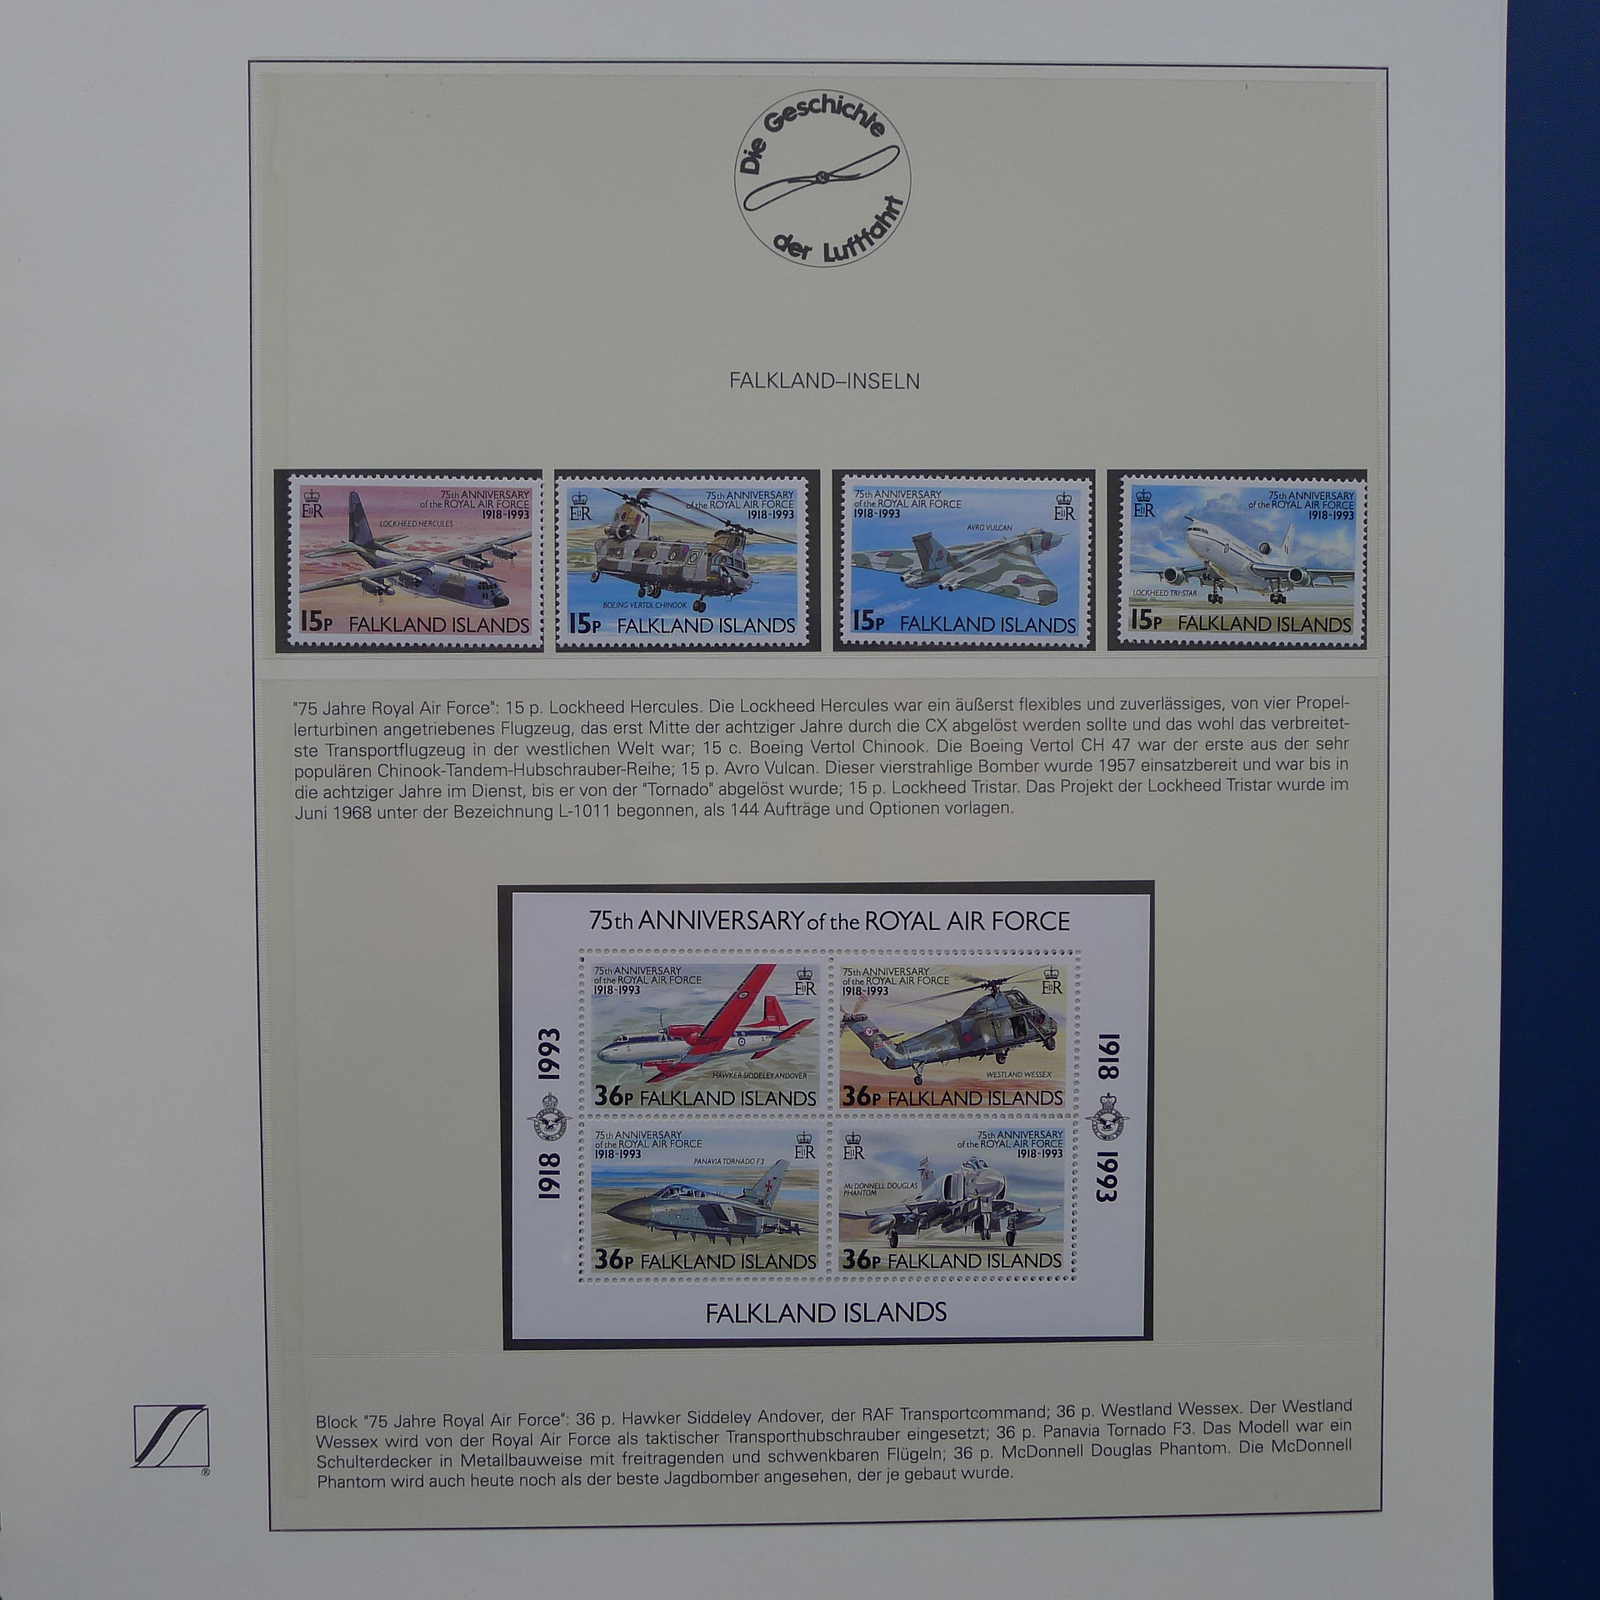 Die Geschichte
der Luftfahrt
FALKLAND–INSELN
75th ANNIVERSARY
of the ROYAL AIR FORCE
1918-1993
EIIR
LOCKHEED HERCULES
15P FALKLAND ISLANDS
75th ANNIVERSARY
of the ROYAL AIR FORCE
1918-1993
EIIR
BOEING VERTOL CHINOOK
15P FALKLAND ISLANDS
75th ANNIVERSARY
of the ROYAL AIR FORCE
1918-1993
EIIR
AVRO VULCAN
15P FALKLAND ISLANDS
75th ANNIVERSARY
of the ROYAL AIR FORCE
1918-1993
EIIR
LOCKHEED TRI-STAR
15P FALKLAND ISLANDS
"75 Jahre Royal Air Force": 15 p. Lockheed Hercules. Die Lockheed Hercules war ein äußerst flexibles und zuverlässiges, von vier Propel-
lerturbinen angetriebenes Flugzeug, das erst Mitte der achtziger Jahre durch die CX abgelöst werden sollte und das wohl das verbreitet-
ste Transportflugzeug in der westlichen Welt war; 15 c. Boeing Vertol Chinook. Die Boeing Vertol CH 47 war der erste aus der sehr
populären Chinook-Tandem-Hubschrauber-Reihe; 15 p. Avro Vulcan. Dieser vierstrahlige Bomber wurde 1957 einsatzbereit und war bis in
die achtziger Jahre im Dienst, bis er von der "Tornado" abgelöst wurde; 15 p. Lockheed Tristar. Das Projekt der Lockheed Tristar wurde im
Juni 1968 unter der Bezeichnung L-1011 begonnen, als 144 Aufträge und Optionen vorlagen.
75th ANNIVERSARY of the ROYAL AIR FORCE
1918 1993
75th ANNIVERSARY
of the ROYAL AIR FORCE
1918-1993
EIIR
HAWKER SIDDELEY ANDOVER
36P FALKLAND ISLANDS
75th ANNIVERSARY
of the ROYAL AIR FORCE
1918-1993
EIIR
WESTLAND WESSEX
36P FALKLAND ISLANDS
75th ANNIVERSARY
of the ROYAL AIR FORCE
1918-1993
EIIR
PANAVIA TORNADO F3
36P FALKLAND ISLANDS
75th ANNIVERSARY
of the ROYAL AIR FORCE
1918-1993
EIIR
McDONNELL DOUGLAS
PHANTOM
36P FALKLAND ISLANDS
1918 1993
FALKLAND ISLANDS
Block "75 Jahre Royal Air Force": 36 p. Hawker Siddeley Andover, der RAF Transportcommand; 36 p. Westland Wessex. Der Westland
Wessex wird von der Royal Air Force als taktischer Transporthubschrauber eingesetzt; 36 p. Panavia Tornado F3. Das Modell war ein
Schulterdecker in Metallbauweise mit freitragenden und schwenkbaren Flügeln; 36 p. McDonnell Douglas Phantom. Die McDonnell
Phantom wird auch heute noch als der beste Jagdbomber angesehen, der je gebaut wurde.
®